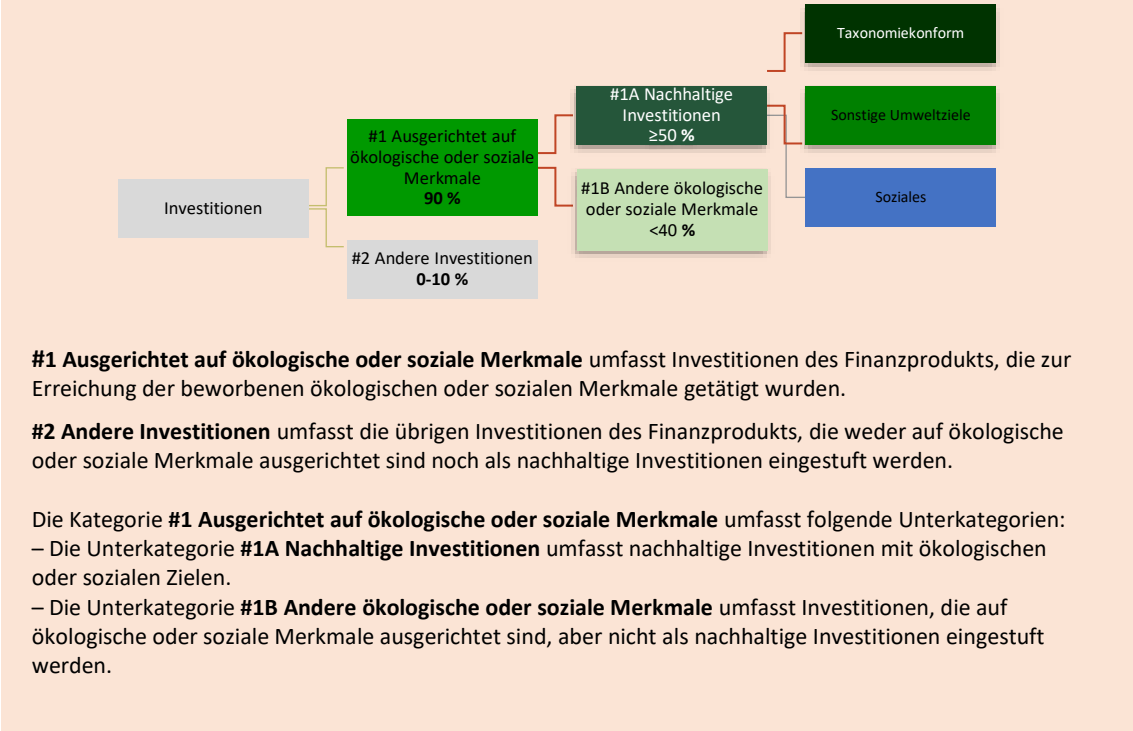 Taxonomiekonform
#1A Nachhaltige
Investitionen
≥50 %
Sonstige Umweltziele
#1 Ausgerichtet auf
ökologische oder soziale
Merkmale
90 %
#1B Andere ökologische
oder soziale Merkmale
<40 %
Soziales
Investitionen
#2 Andere Investitionen
0-10 %
#1 Ausgerichtet auf ökologische oder soziale Merkmale umfasst Investitionen des Finanzprodukts, die zur
Erreichung der beworbenen ökologischen oder sozialen Merkmale getätigt wurden.
#2 Andere Investitionen umfasst die übrigen Investitionen des Finanzprodukts, die weder auf ökologische
oder soziale Merkmale ausgerichtet sind noch als nachhaltige Investitionen eingestuft werden.
Die Kategorie #1 Ausgerichtet auf ökologische oder soziale Merkmale umfasst folgende Unterkategorien:
– Die Unterkategorie #1A Nachhaltige Investitionen umfasst nachhaltige Investitionen mit ökologischen
oder sozialen Zielen.
– Die Unterkategorie #1B Andere ökologische oder soziale Merkmale umfasst Investitionen, die auf
ökologische oder soziale Merkmale ausgerichtet sind, aber nicht als nachhaltige Investitionen eingestuft
werden.